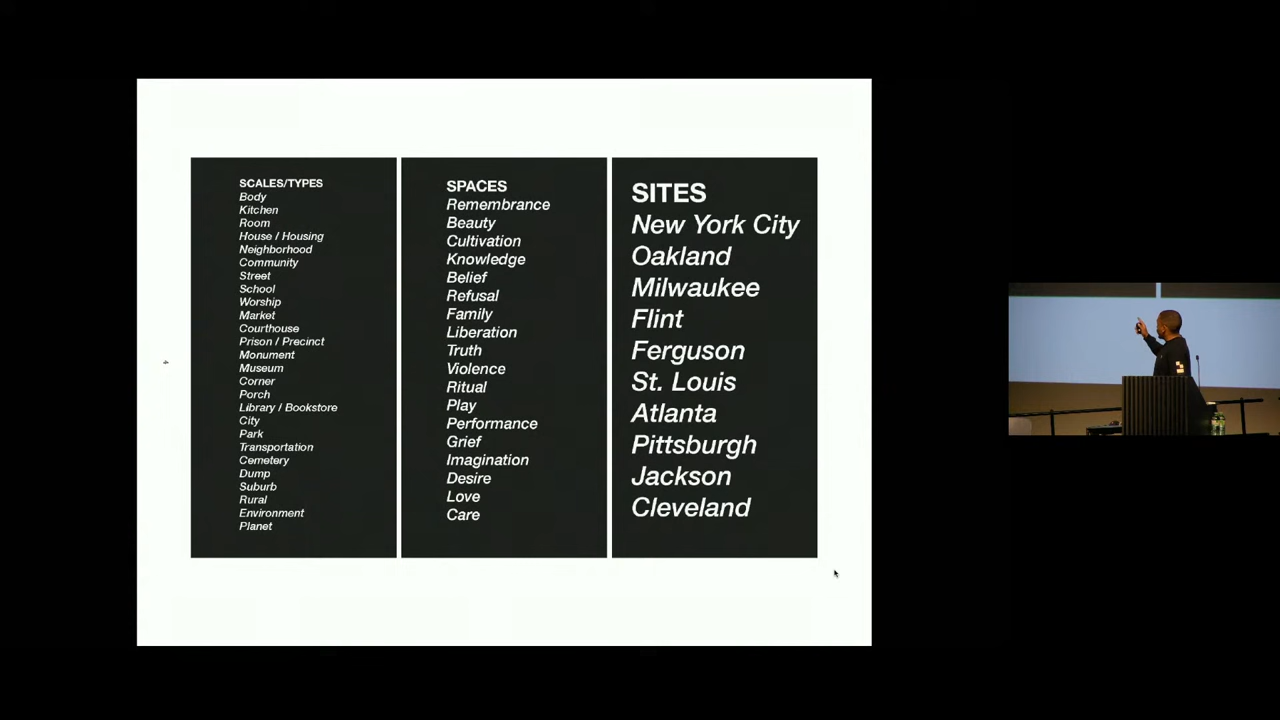 SCALES/TYPES
Body
Kitchen
Room
House / Housing
Neighborhood
Community
Street
School
Worship
Market
Courthouse
Prison / Precinct
Monument
Museum
Corner
Porch
Library / Bookstore
City
Park
Transportation
Cemetery
Dump
Suburb
Rural
Environment
Planet
SPACES
Remembrance
Beauty
Cultivation
Knowledge
Belief
Refusal
Family
Liberation
Truth
Violence
Ritual
Play
Performance
Grief
Imagination
Desire
Love
Care
SITES
New York City
Oakland
Milwaukee
Flint
Ferguson
St. Louis
Atlanta
Pittsburgh
Jackson
Cleveland